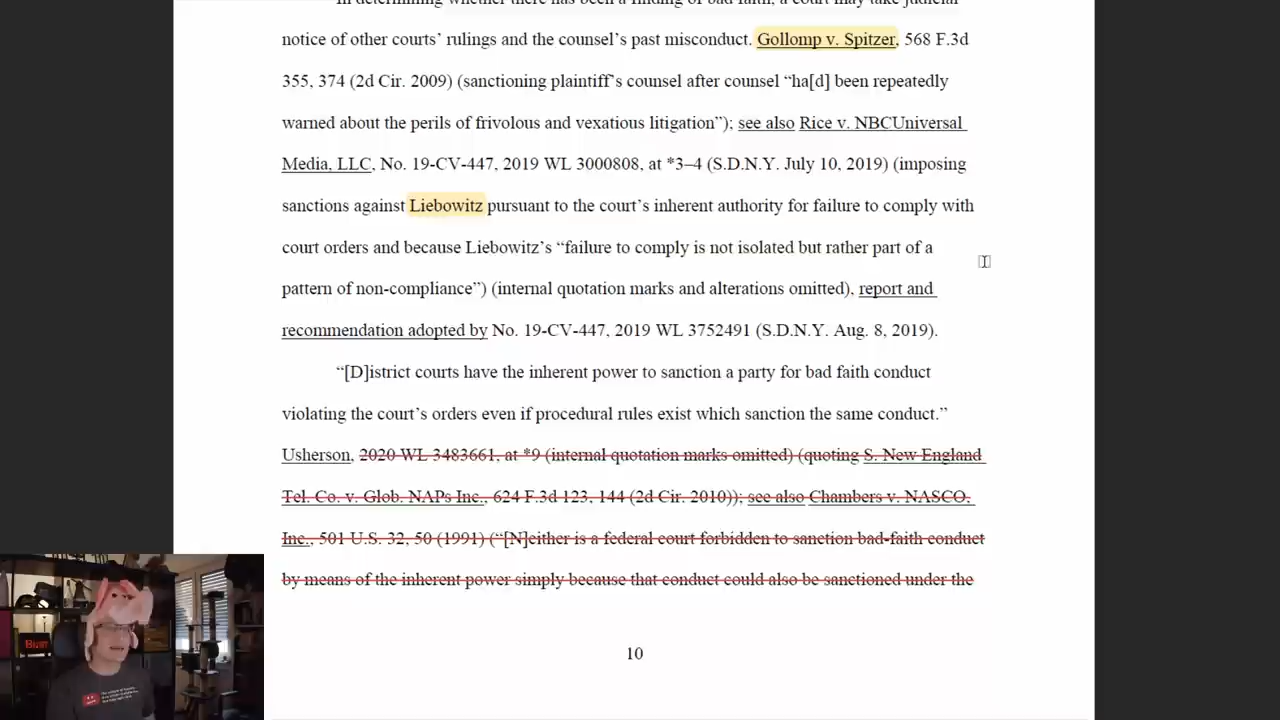 In determining whether there has been a finding of bad faith, a court may take judicial
notice of other courts’ rulings and the counsel’s past misconduct. Gollomp v. Spitzer, 568 F.3d
355, 374 (2d Cir. 2009) (sanctioning plaintiff’s counsel after counsel “ha[d] been repeatedly
warned about the perils of frivolous and vexatious litigation”); see also Rice v. NBCUniversal
Media, LLC, No. 19-CV-447, 2019 WL 3000808, at *3–4 (S.D.N.Y. July 10, 2019) (imposing
sanctions against Liebowitz pursuant to the court’s inherent authority for failure to comply with
court orders and because Liebowitz’s “failure to comply is not isolated but rather part of a
pattern of non-compliance”) (internal quotation marks and alterations omitted), report and
recommendation adopted by No. 19-CV-447, 2019 WL 3752491 (S.D.N.Y. Aug. 8, 2019).
“[D]istrict courts have the inherent power to sanction a party for bad faith conduct
violating the court’s orders even if procedural rules exist which sanction the same conduct.”
Usherson, 2020 WL 3483661, at *9 (internal quotation marks omitted) (quoting S. New England
Tel. Co. v. Glob. NAPs Inc., 624 F.3d 123, 144 (2d Cir. 2010)); see also Chambers v. NASCO,
Inc., 501 U.S. 32, 50 (1991) (“[N]either is a federal court forbidden to sanction bad-faith conduct
by means of the inherent power simply because that conduct could also be sanctioned under the
10